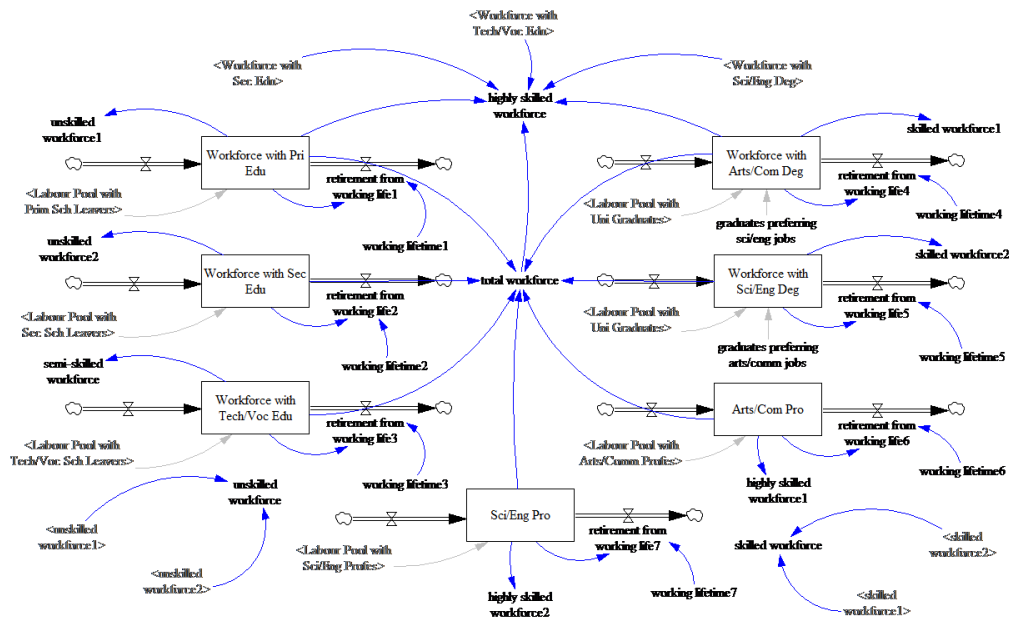 <Workforce with
Tech/Voc Edu>
<Workforce with
Sec Edu>
<Workforce with
Sci/Eng Deg>
highly skilled
workforce
unskilled
workforce1
skilled workforce1
Workforce with Pri
Edu
retirement from
working life1
Workforce with
Arts/Com Deg
retirement from
working life4
<Labour Pool with
Prim Sch Leavers>
<Labour Pool with
Uni Graduates>
graduates preferring
sci/eng jobs
working lifetime4
working lifetime1
unskilled
workforce2
skilled workforce2
Workforce with Sec
Edu
retirement from
working life2
total workforce
Workforce with
Sci/Eng Deg
retirement from
working life5
<Labour Pool with
Sec Sch Leavers>
<Labour Pool with
Uni Graduates>
graduates preferring
arts/comm jobs
working lifetime5
working lifetime2
semi-skilled
workforce
Workforce with
Tech/Voc Edu
retirement from
working life3
Arts/Com Pro
retirement from
working life6
<Labour Pool with
Tech/Voc Sch Leavers>
<Labour Pool with
Arts/Comm Profes>
working lifetime6
working lifetime3
unskilled
workforce
highly skilled
workforce1
Sci/Eng Pro
retirement from
working life7
<unskilled
workforce1>
<Labour Pool with
Sci/Eng Profes>
skilled workforce
<skilled
workforce2>
<unskilled
workforce2>
highly skilled
workforce2
working lifetime7
<skilled
workforce1>